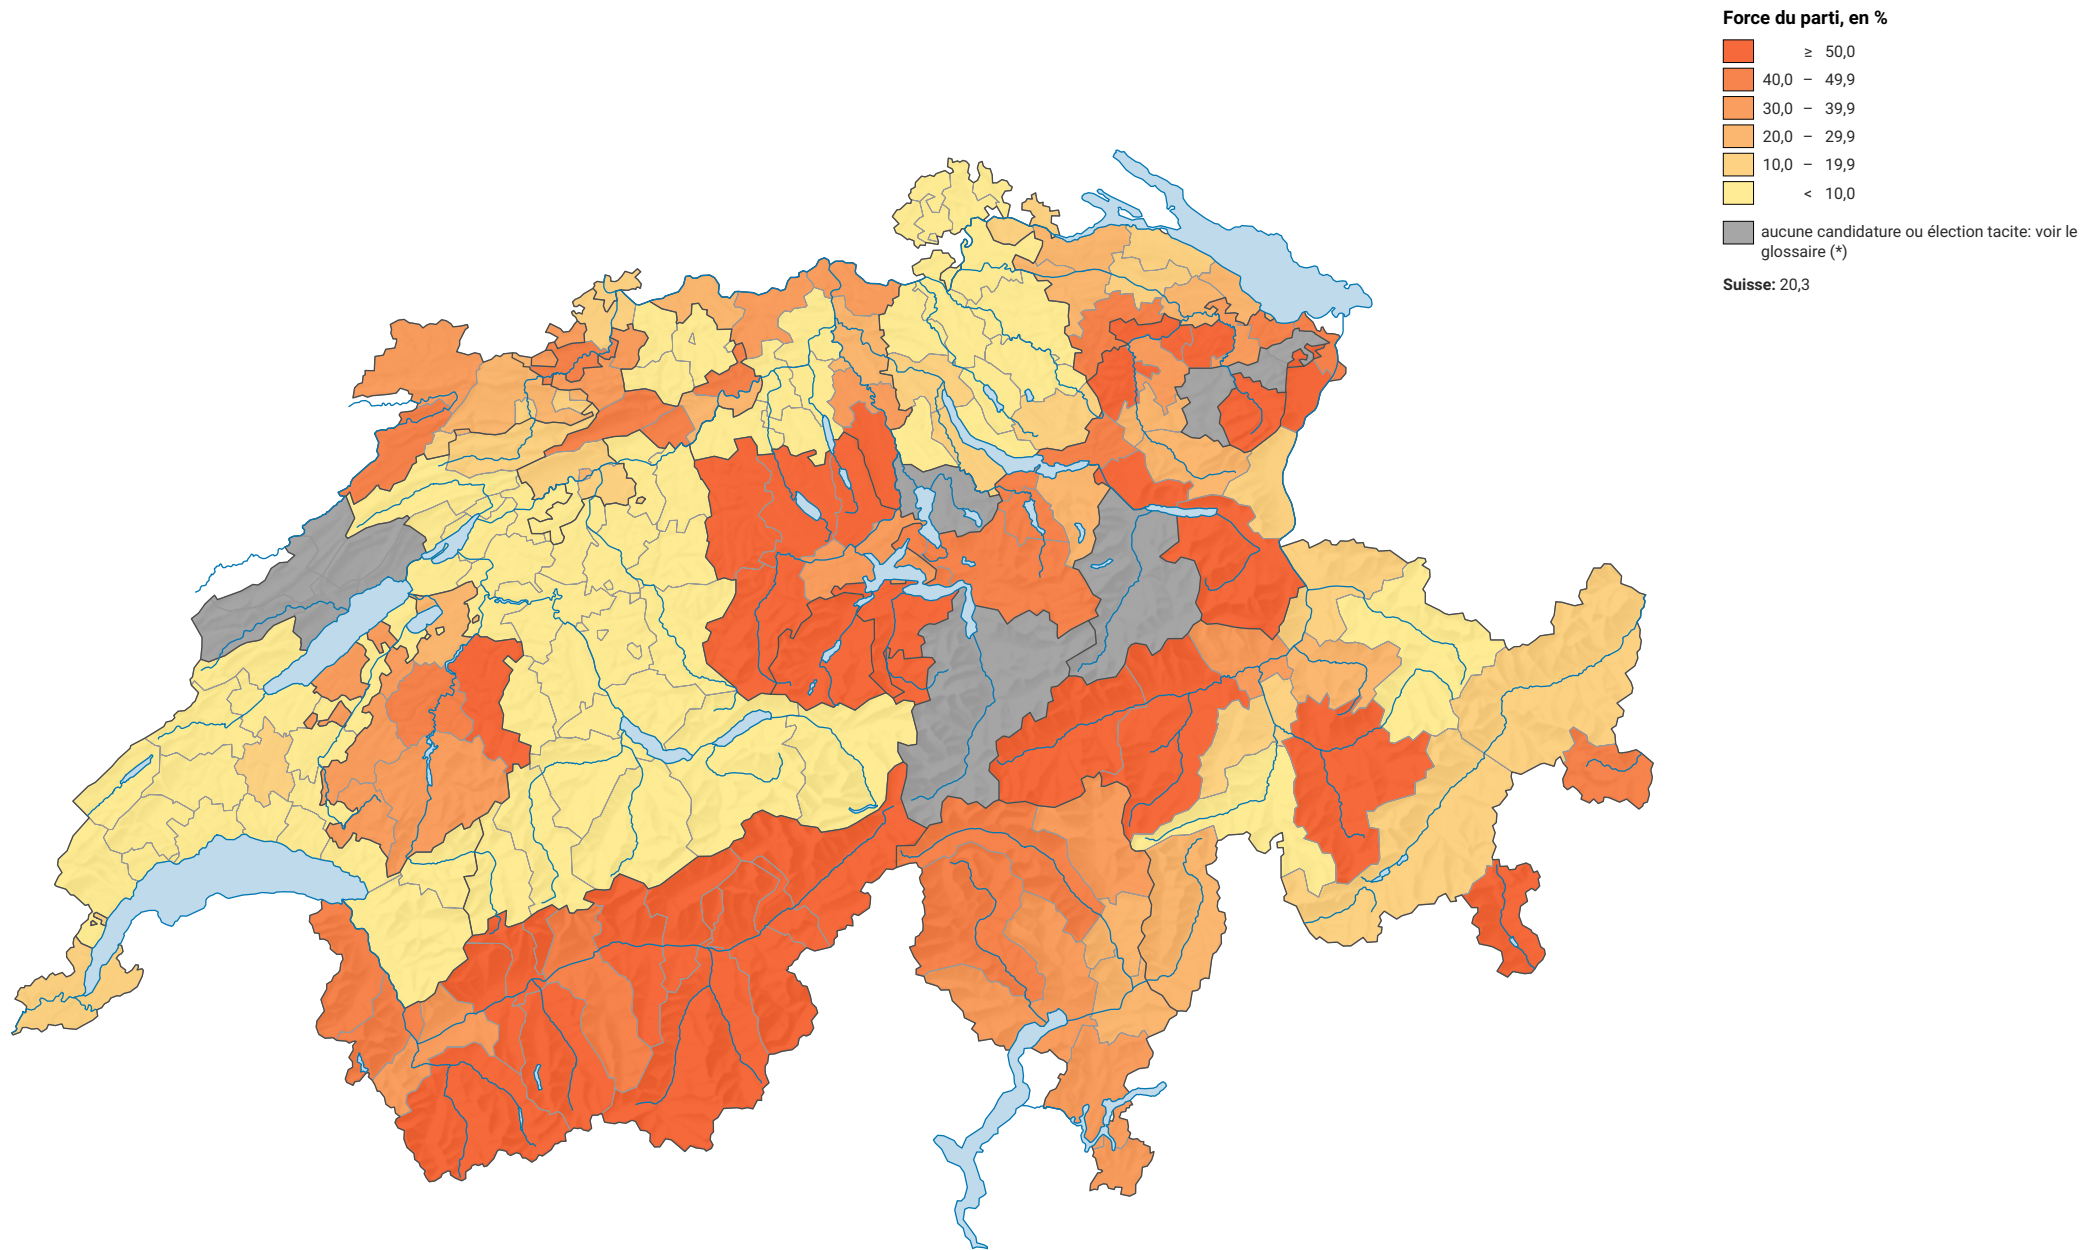 Force du parti, en %
≥ 50,0
40,0 – 49,9
30,0 – 39,9
20,0 – 29,9
10,0 – 19,9
< 10,0
aucune candidature ou élection tacite: voir le
glossaire (*)
Suisse: 20,3